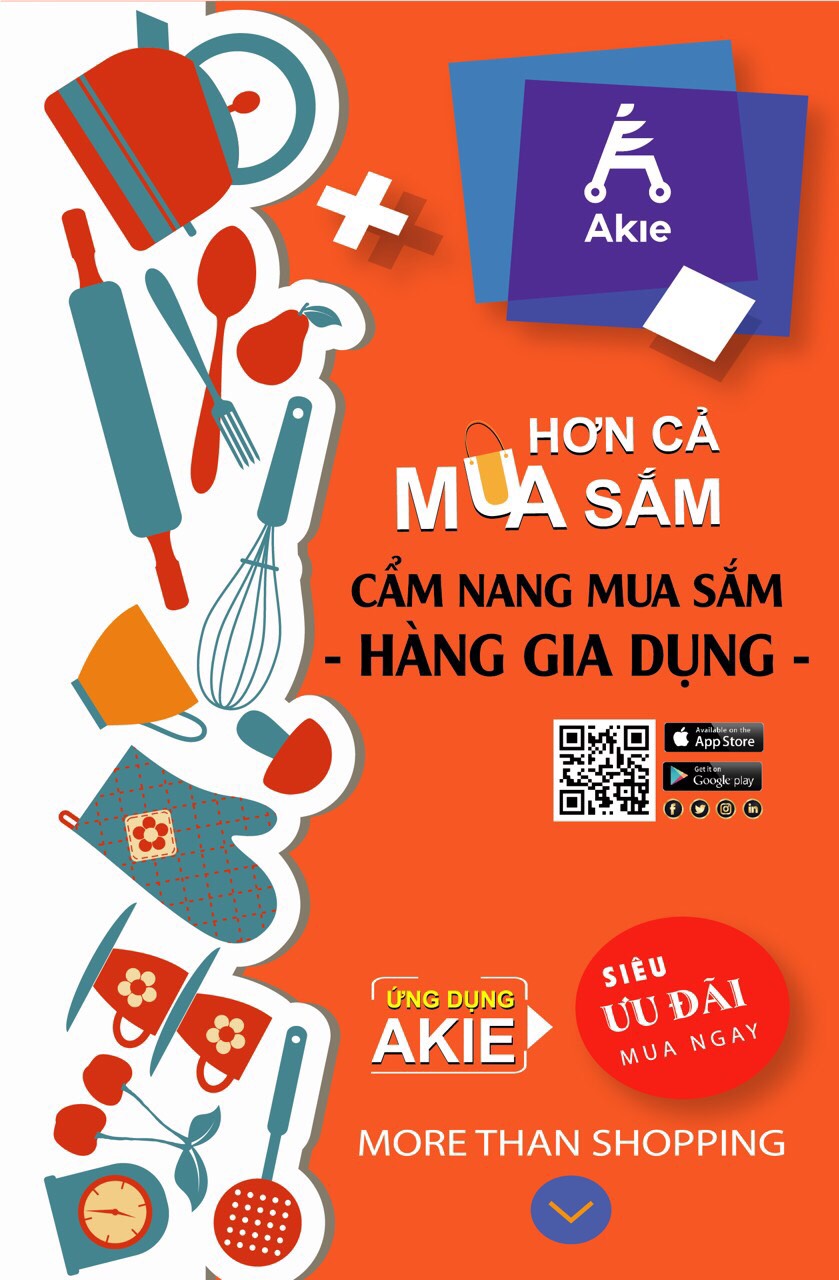 Akie
HƠN CẢ
MUA SẮM
CẨM NANG MUA SẮM
- HÀNG GIA DỤNG -
Available on the
App Store
Get it on
Google play
ỨNG DỤNG
AKIE
SIÊU
ƯU ĐÃI
MUA NGAY
MORE THAN SHOPPING